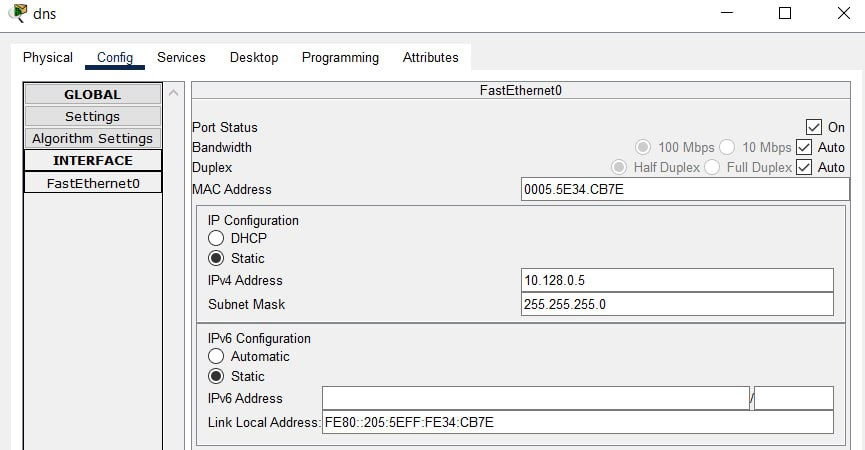 dns
Physical Config Services Desktop Programming Attributes
GLOBAL
Settings
Algorithm Settings
INTERFACE
FastEthernet0
FastEthernet0
Port Status On
Bandwidth 100 Mbps 10 Mbps Auto
Duplex Half Duplex Full Duplex Auto
MAC Address 0005.5E34.CB7E
IP Configuration
DHCP
Static
IPv4 Address 10.128.0.5
Subnet Mask 255.255.255.0
IPv6 Configuration
Automatic
Static
IPv6 Address /
Link Local Address: FE80::205:5EFF:FE34:CB7E